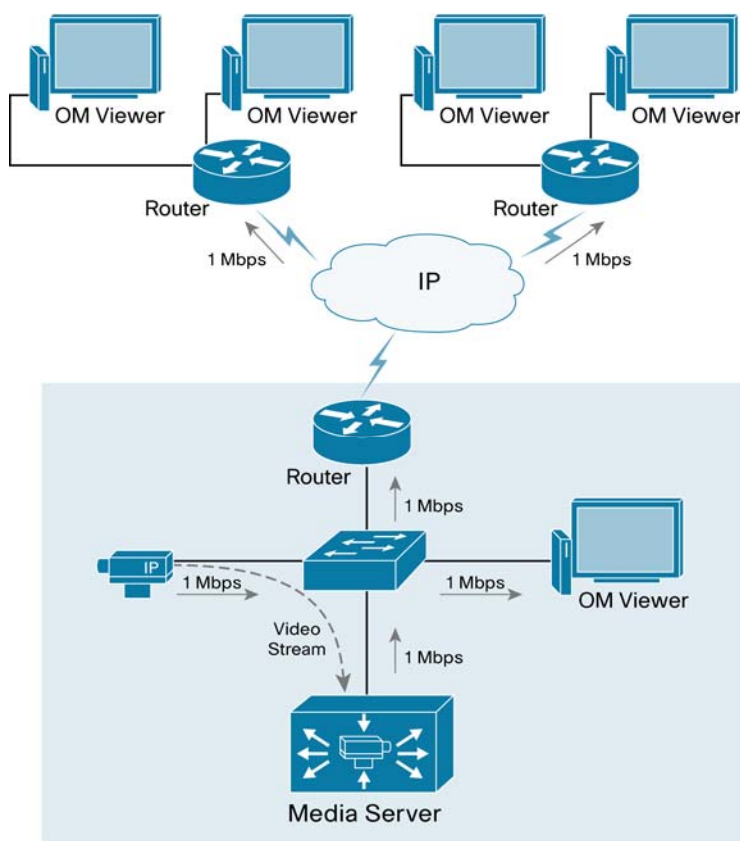 OM Viewer
OM Viewer
OM Viewer
OM Viewer
Router
Router
1 Mbps
1 Mbps
IP
Router
1 Mbps
IP
1 Mbps
1 Mbps
OM Viewer
Video
Stream
1 Mbps
Media Server